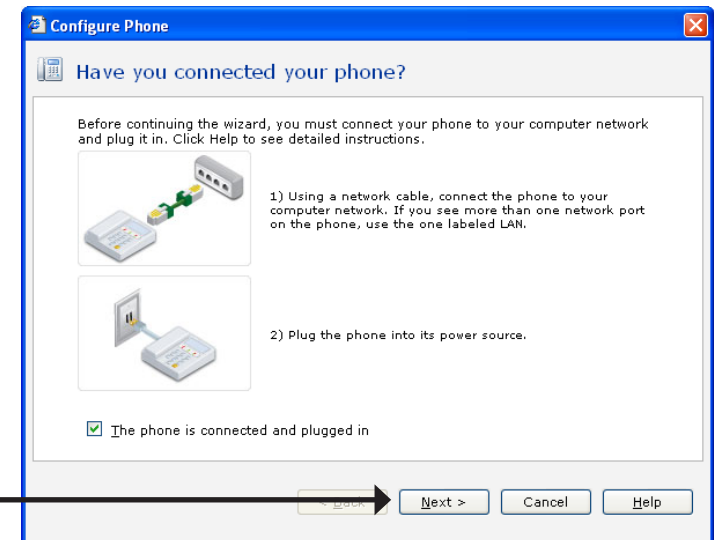 Configure Phone
Have you connected your phone?
Before continuing the wizard, you must connect your phone to your computer network
and plug it in. Click Help to see detailed instructions.
1) Using a network cable, connect the phone to your
computer network. If you see more than one network port
on the phone, use the one labeled LAN.
2) Plug the phone into its power source.
The phone is connected and plugged in
< Back Next > Cancel Help